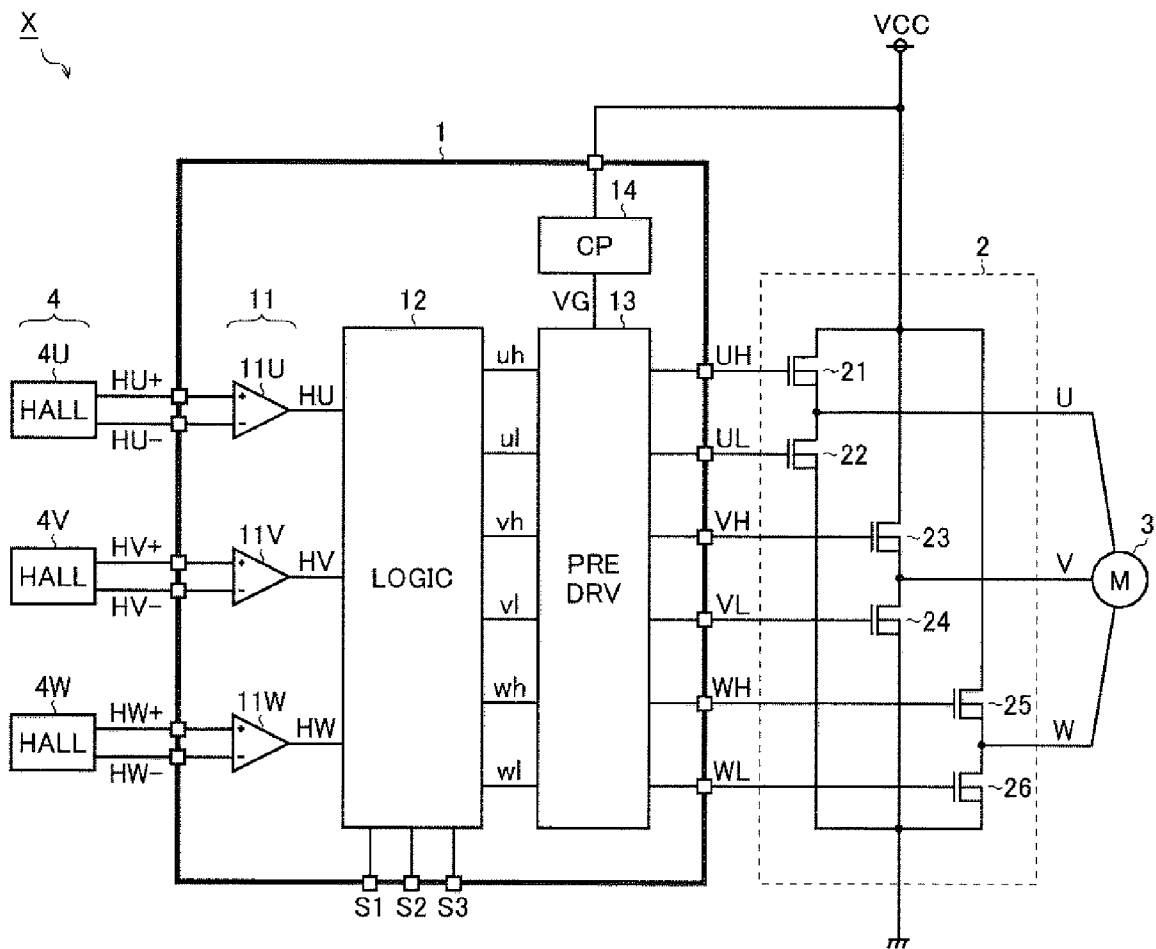 X
VCC
1
14
CP
2
4
11
12
VG
13
4U
HALL
HU+
HU-
11U
+
-
HU
uh
UH
21
U
ul
UL
22
4V
HALL
HV+
HV-
11V
+
-
HV
LOGIC
vh
PRE
DRV
VH
23
V
3
M
vl
VL
24
4W
HALL
HW+
HW-
11W
+
-
HW
wh
WH
25
W
wl
WL
26
S1 S2 S3